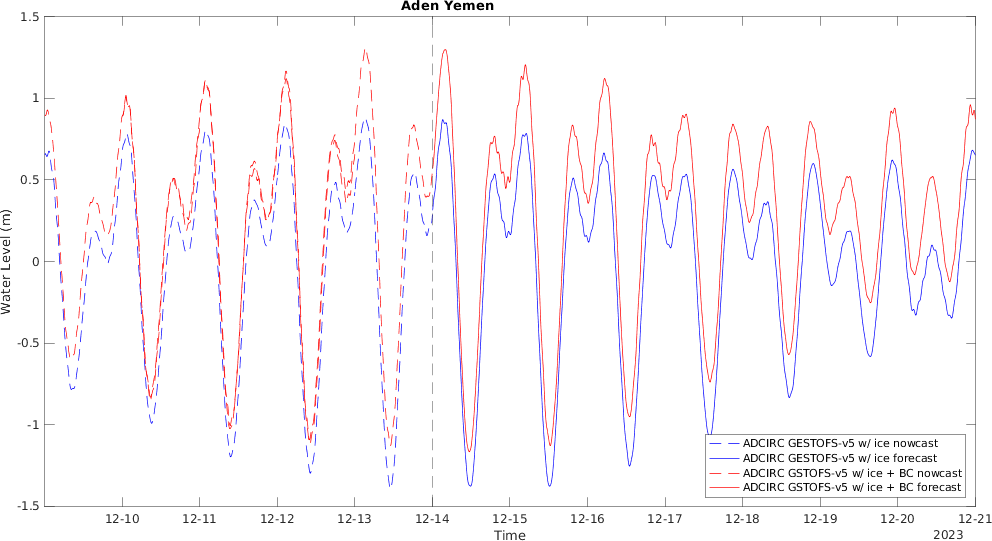 Aden Yemen
1.5
1
0.5
0
-0.5
-1
-1.5
Water Level (m)
ADCIRC GESTOFS-v5 w/ ice nowcast
ADCIRC GESTOFS-v5 w/ ice forecast
ADCIRC GSTOFS-v5 w/ ice + BC nowcast
ADCIRC GSTOFS-v5 w/ ice + BC forecast
12-10 12-11 12-12 12-13 12-14 12-15 12-16 12-17 12-18 12-19 12-20 12-21
Time
2023